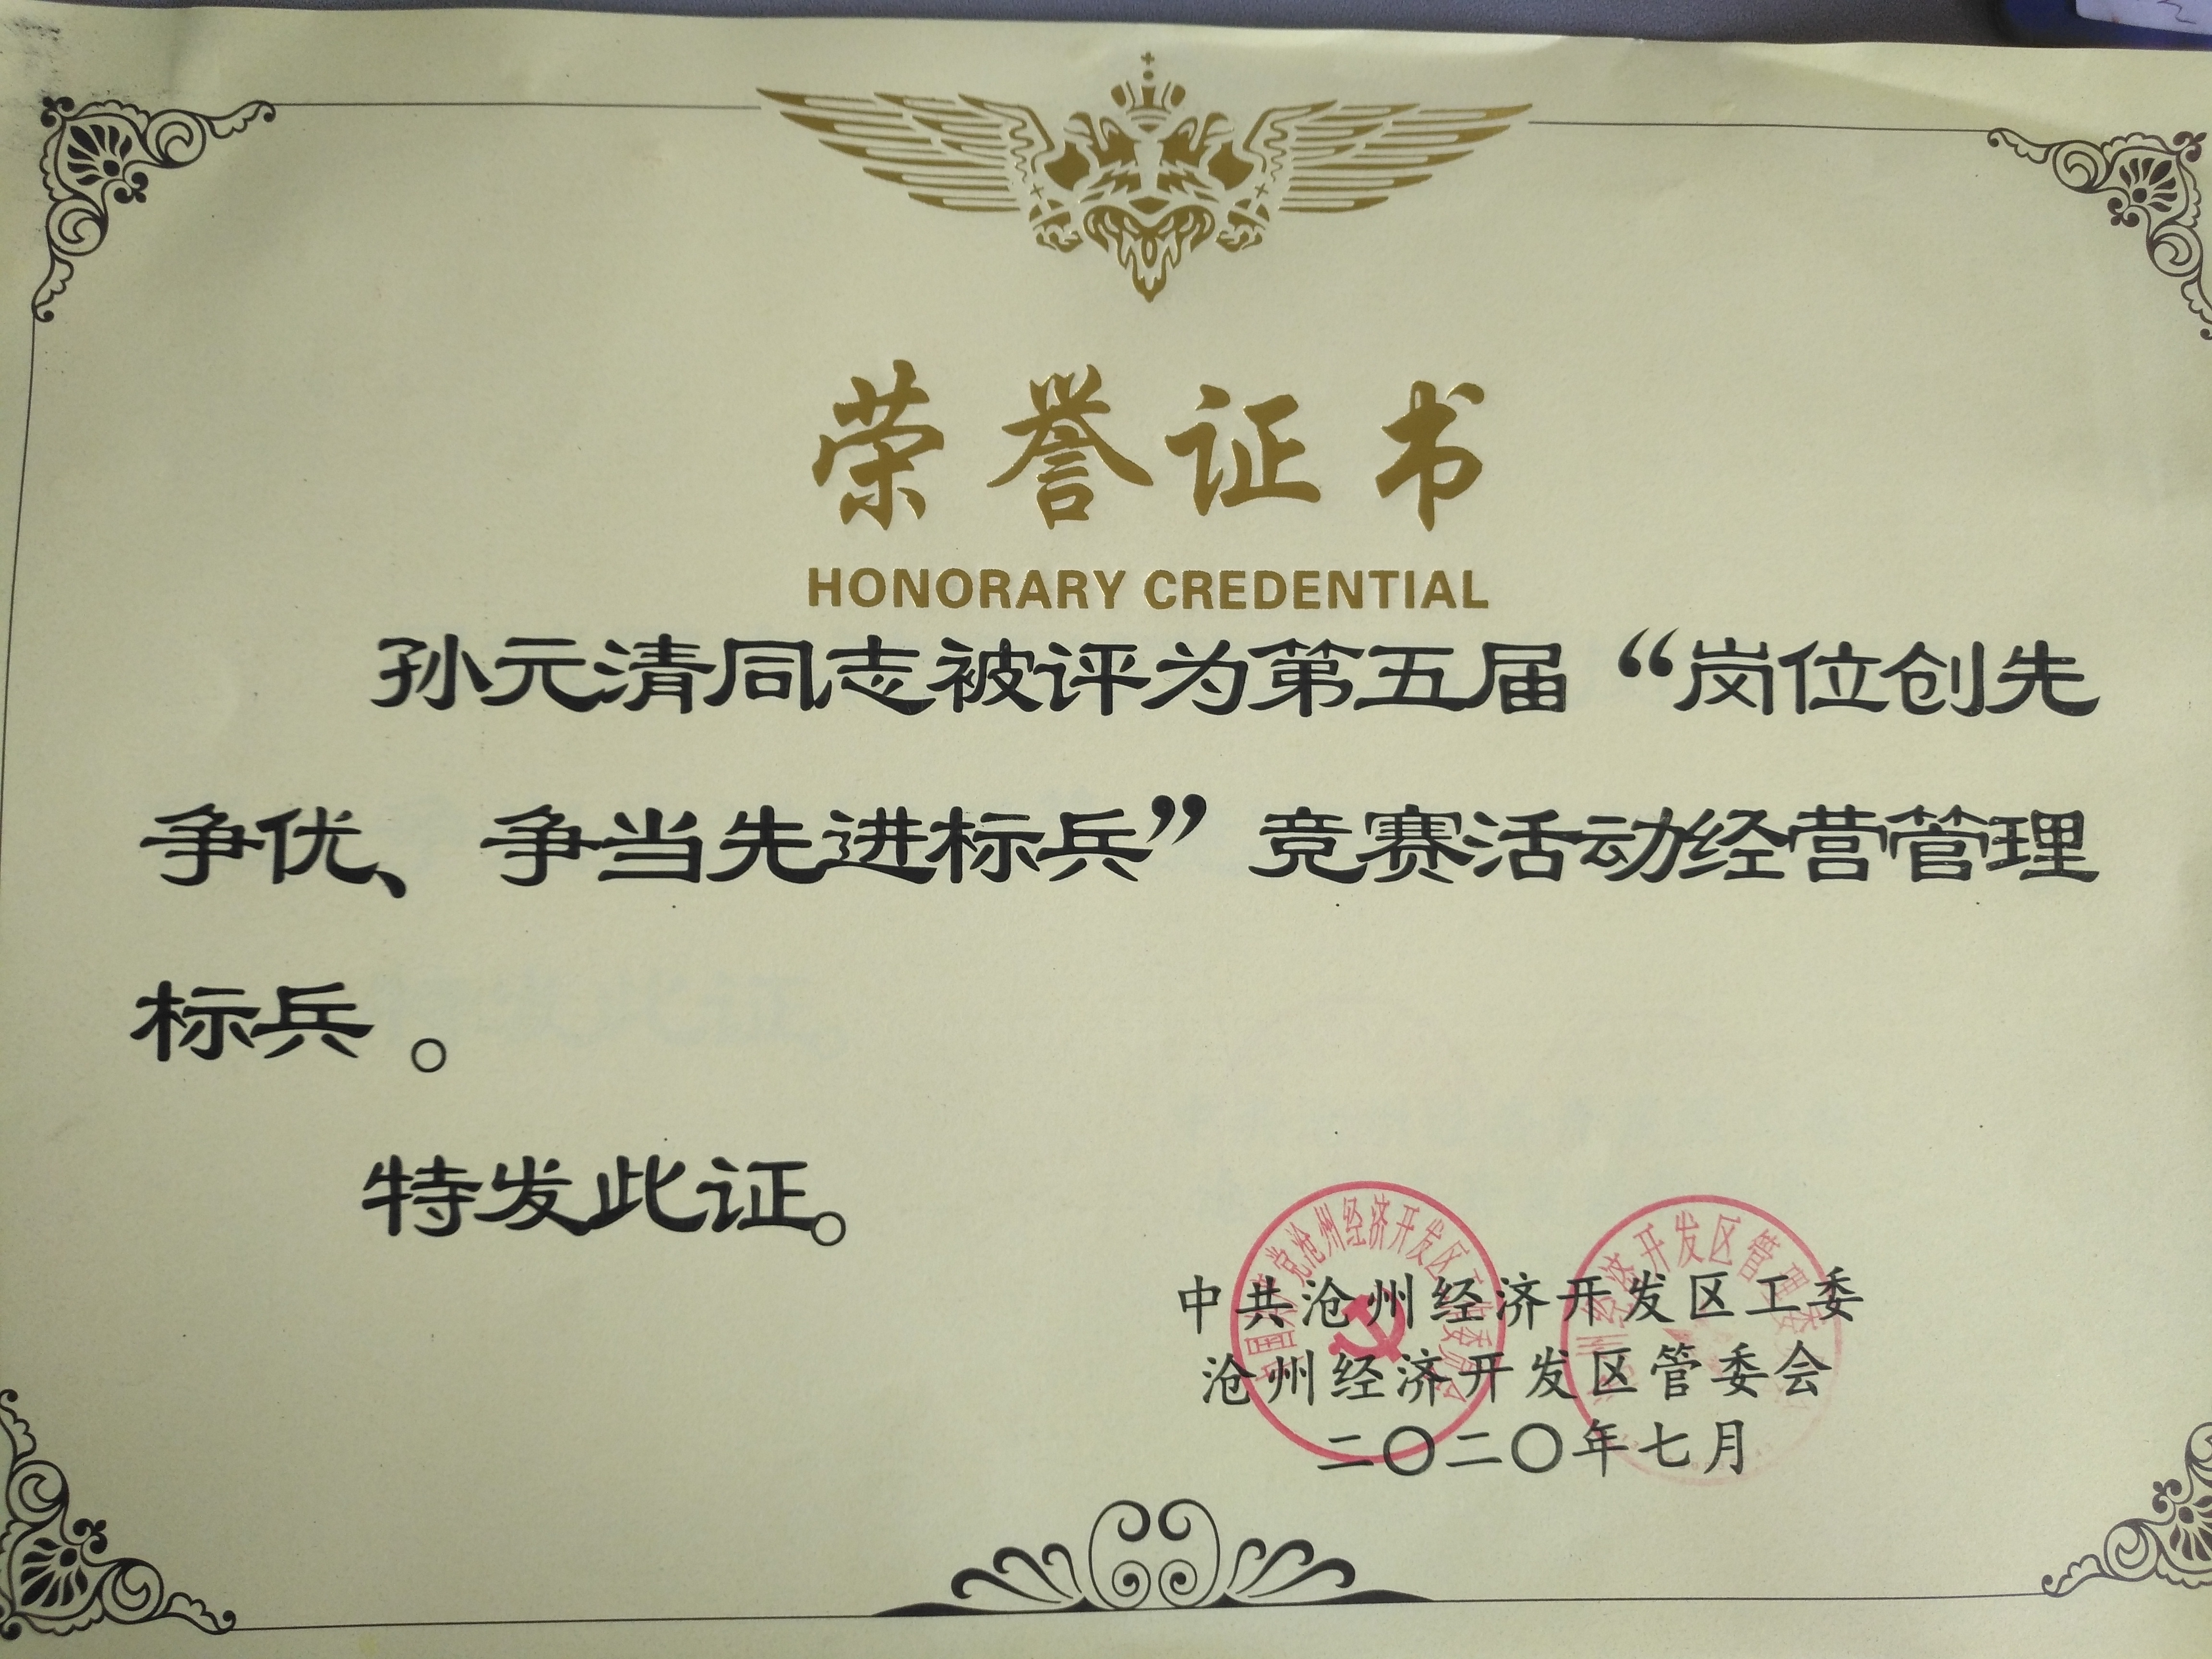 荣誉证书
HONORARY CREDENTIAL
孙元清同志被评为第五届“岗位创先
争优、争当先进标兵”竞赛活动经营管理
标兵。
特发此证。
中共沧州经济开发区工委
沧州经济开发区管委会
二〇二〇年七月